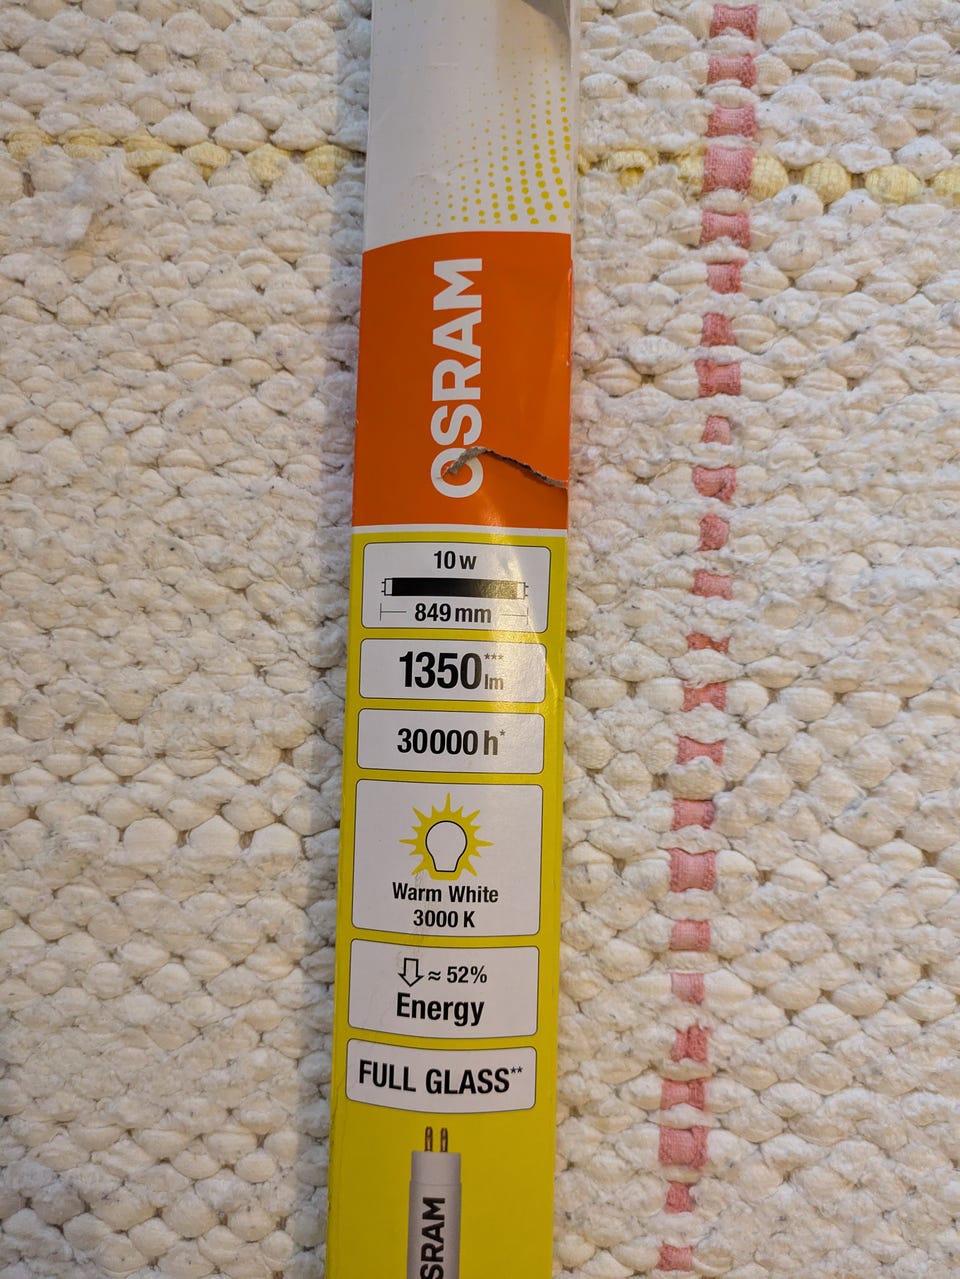 OSRAM
10 W
849 mm
1350*** lm
30000 h*
Warm White
3000 K
≈ 52%
Energy
FULL GLASS**
SRAM